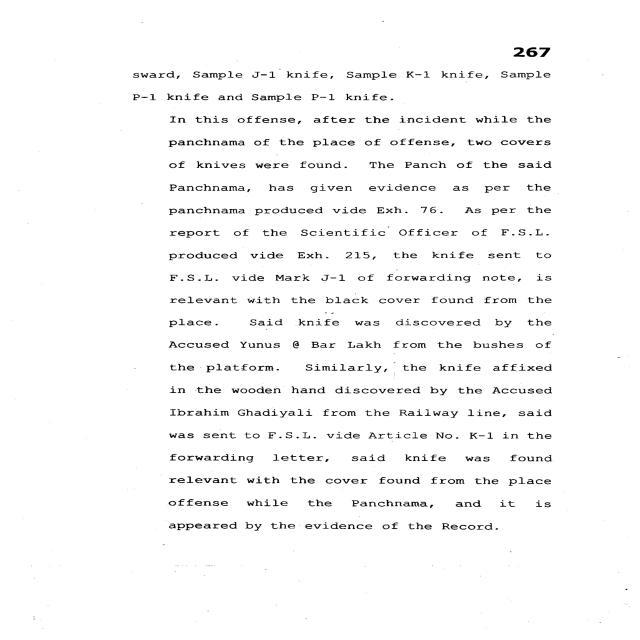 267
sward, Sample J-1 knife, Sample K-1 knife, Sample
P-1 knife and Sample P-1 knife.
In this offense, after the incident while the
panchnama of the place of offense, two covers
of knives were found. The Panch of the said
Panchnama, has given evidence as per the
panchnama produced vide Exh. 76. As per the
report of the Scientific Officer of F.S.L.
produced vide Exh. 215, the knife sent to
F.S.L. vide Mark J-1 of forwarding note, is
relevant with the black cover found from the
place. Said knife was discovered by the
Accused Yunus @ Bar Lakh from the bushes of
the platform. Similarly, the knife affixed
in the wooden hand discovered by the Accused
Ibrahim Ghadiyali from the Railway line, said
was sent to F.S.L. vide Article No. K-1 in the
forwarding letter, said knife was found
relevant with the cover found from the place
offense while the Panchnama, and it is
appeared by the evidence of the Record.